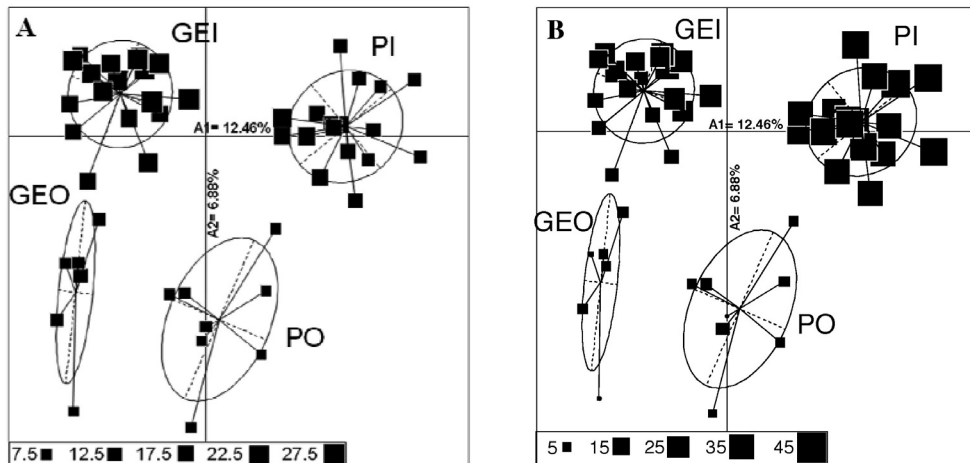 A
GEI
PI
A1= 12.46%
A2= 6.88%
GEO
PO
7.5 12.5 17.5 22.5 27.5
B
GEI
PI
A1= 12.46%
A2= 6.88%
GEO
PO
5 15 25 35 45